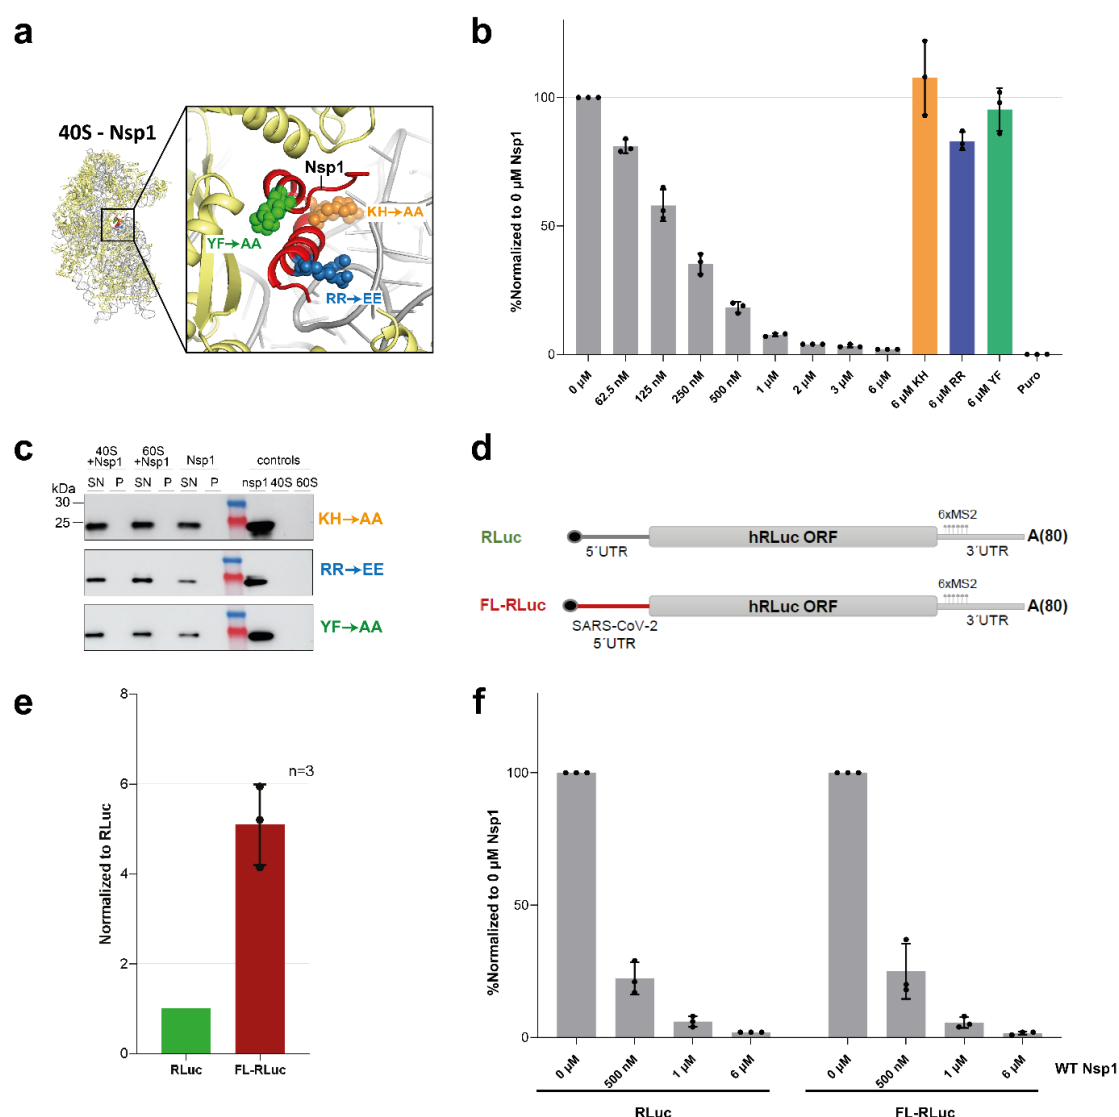 a
40S - Nsp1
Nsp1
KH→AA
YF→AA
RR→EE
b
%Normalized to 0 µM Nsp1
100
50
0
0 µM
62.5 nM
125 nM
250 nM
500 nM
1 µM
2 µM
3 µM
6 µM
6 µM KH
6 µM RR
6 µM YF
Puro
c
40S +Nsp1
60S +Nsp1
Nsp1
controls
SN P SN P SN P nsp1 40S 60S
kDa
30
25
KH→AA
RR→EE
YF→AA
d
RLuc
5´UTR
hRLuc ORF
6xMS2
3´UTR
A(80)
FL-RLuc
SARS-CoV-2
5´UTR
hRLuc ORF
6xMS2
3´UTR
A(80)
e
Normalized to RLuc
8
6
4
2
0
n=3
RLuc
FL-RLuc
f
%Normalized to 0 µM Nsp1
100
50
0
0 µM
500 nM
1 µM
6 µM
0 µM
500 nM
1 µM
6 µM
WT Nsp1
RLuc
FL-RLuc